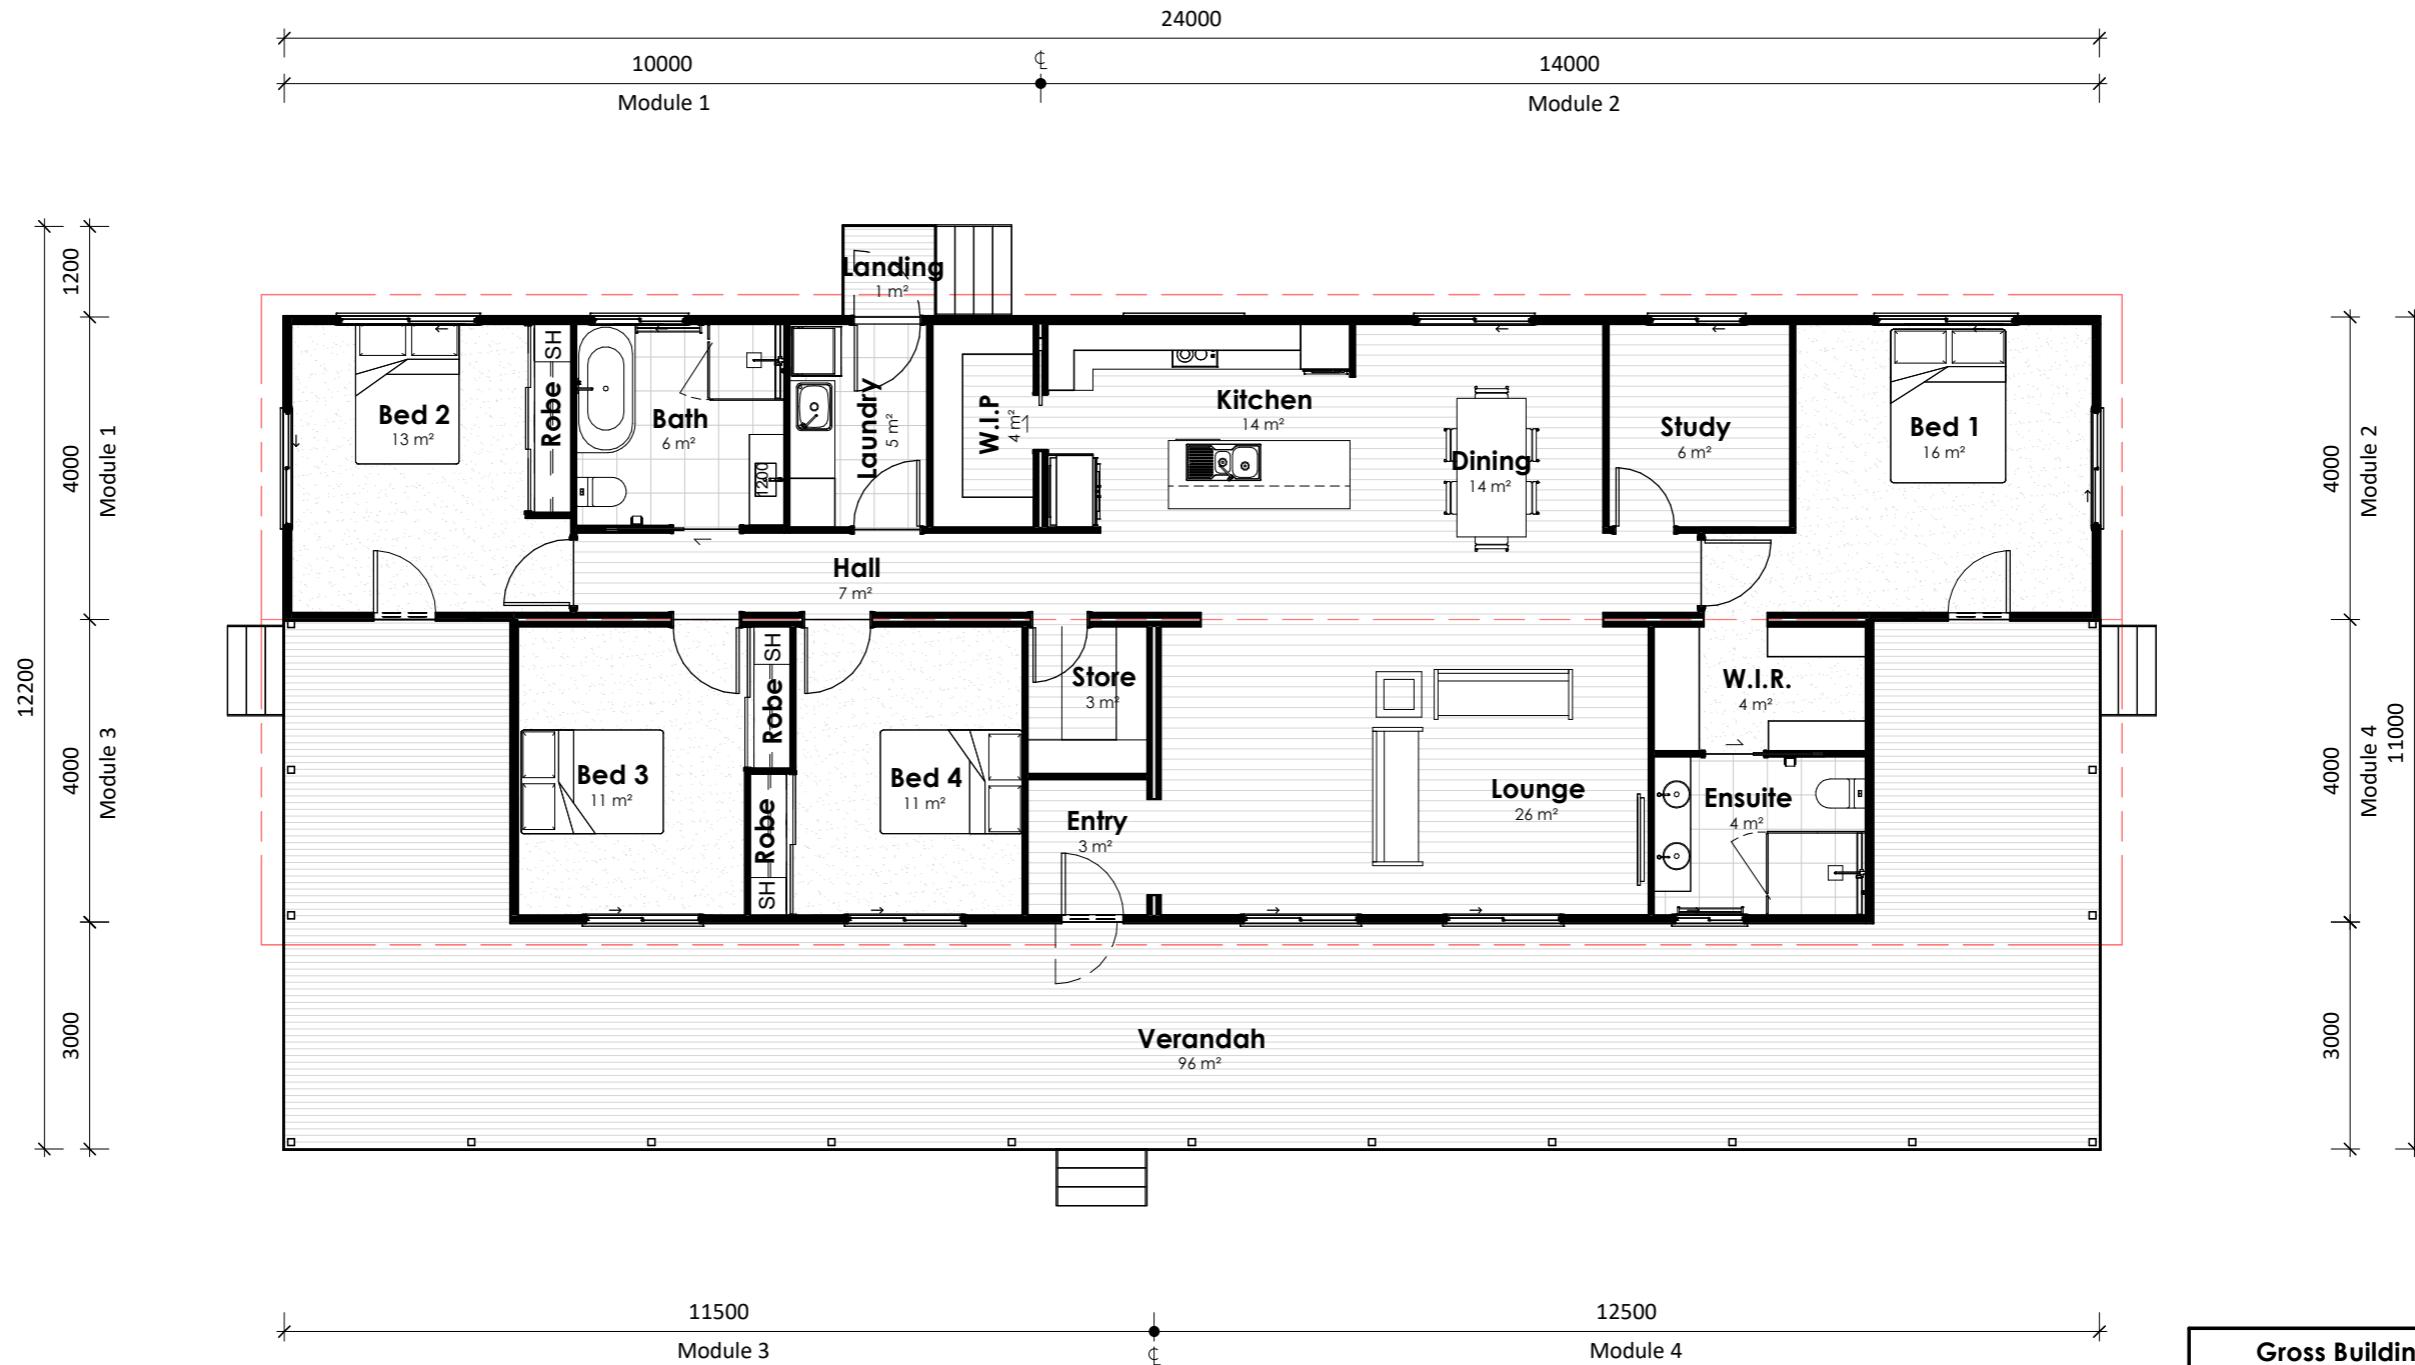 24000
10000
℄
14000
Module 1
Module 2
1200
4000
Module 1
12200
4000
Module 3
3000
Landing
1 m²
Bed 2
13 m²
SH
Robe
Bath
6 m²
1200
Laundry
5 m²
W.I.P
4 m²
Kitchen
14 m²
Dining
14 m²
Study
6 m²
Bed 1
16 m²
4000
Module 2
Hall
7 m²
SH
Robe
Bed 3
11 m²
Robe
SH
Bed 4
11 m²
Store
3 m²
Entry
3 m²
Lounge
26 m²
W.I.R.
4 m²
Ensuite
4 m²
4000
Module 4
11000
3000
Verandah
96 m²
11500
12500
Module 3
℄
Module 4
Gross Buildin